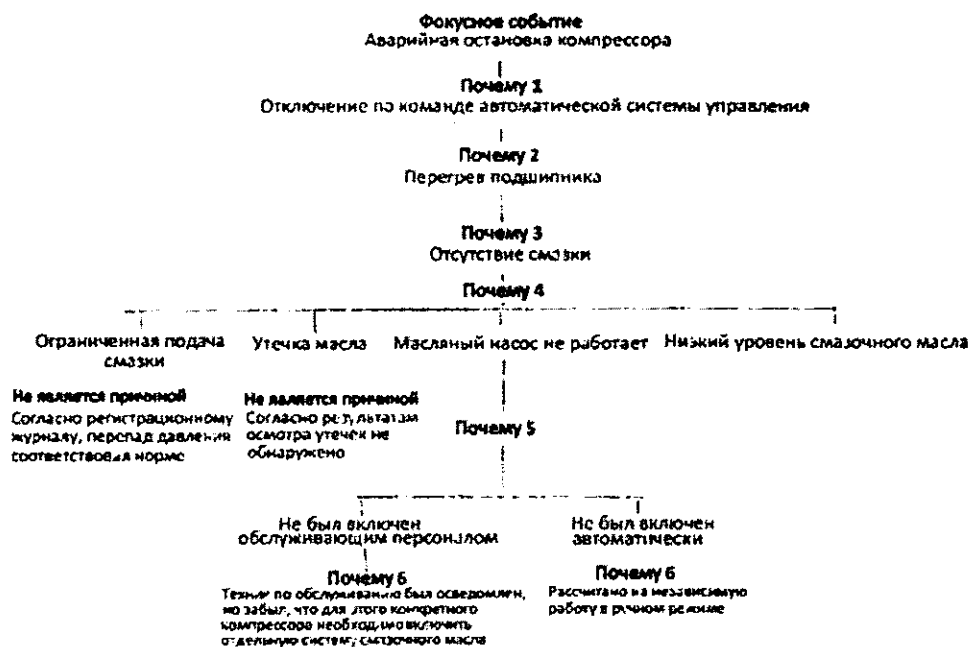 Фокусное событие
Аварийная остановка компрессора
Почему 1
Отключение по команде автоматической системы управления
Почему 2
Перегрев подшипника
Почему 3
Отсутствие смазки
Почему 4
Ограниченная подача
смазки
Утечка масла
Масляный насос не работает
Низкий уровень смазочного масла
Не является причиной
Согласно регистрационному
журналу, перепад давления
соответствовал норме
Не является причиной
Согласно результатам
осмотра утечек не
обнаружено
Почему 5
Не был включен
обслуживающим персоналом
Не был включен
автоматически
Почему 6
Техник по обслуживанию был осведомлен,
но забыл, что для этого конкретного
компрессора необходимо включить
отдельную систему смазочного масла
Почему 6
Рассчитано на независимую
работу в ручном режиме